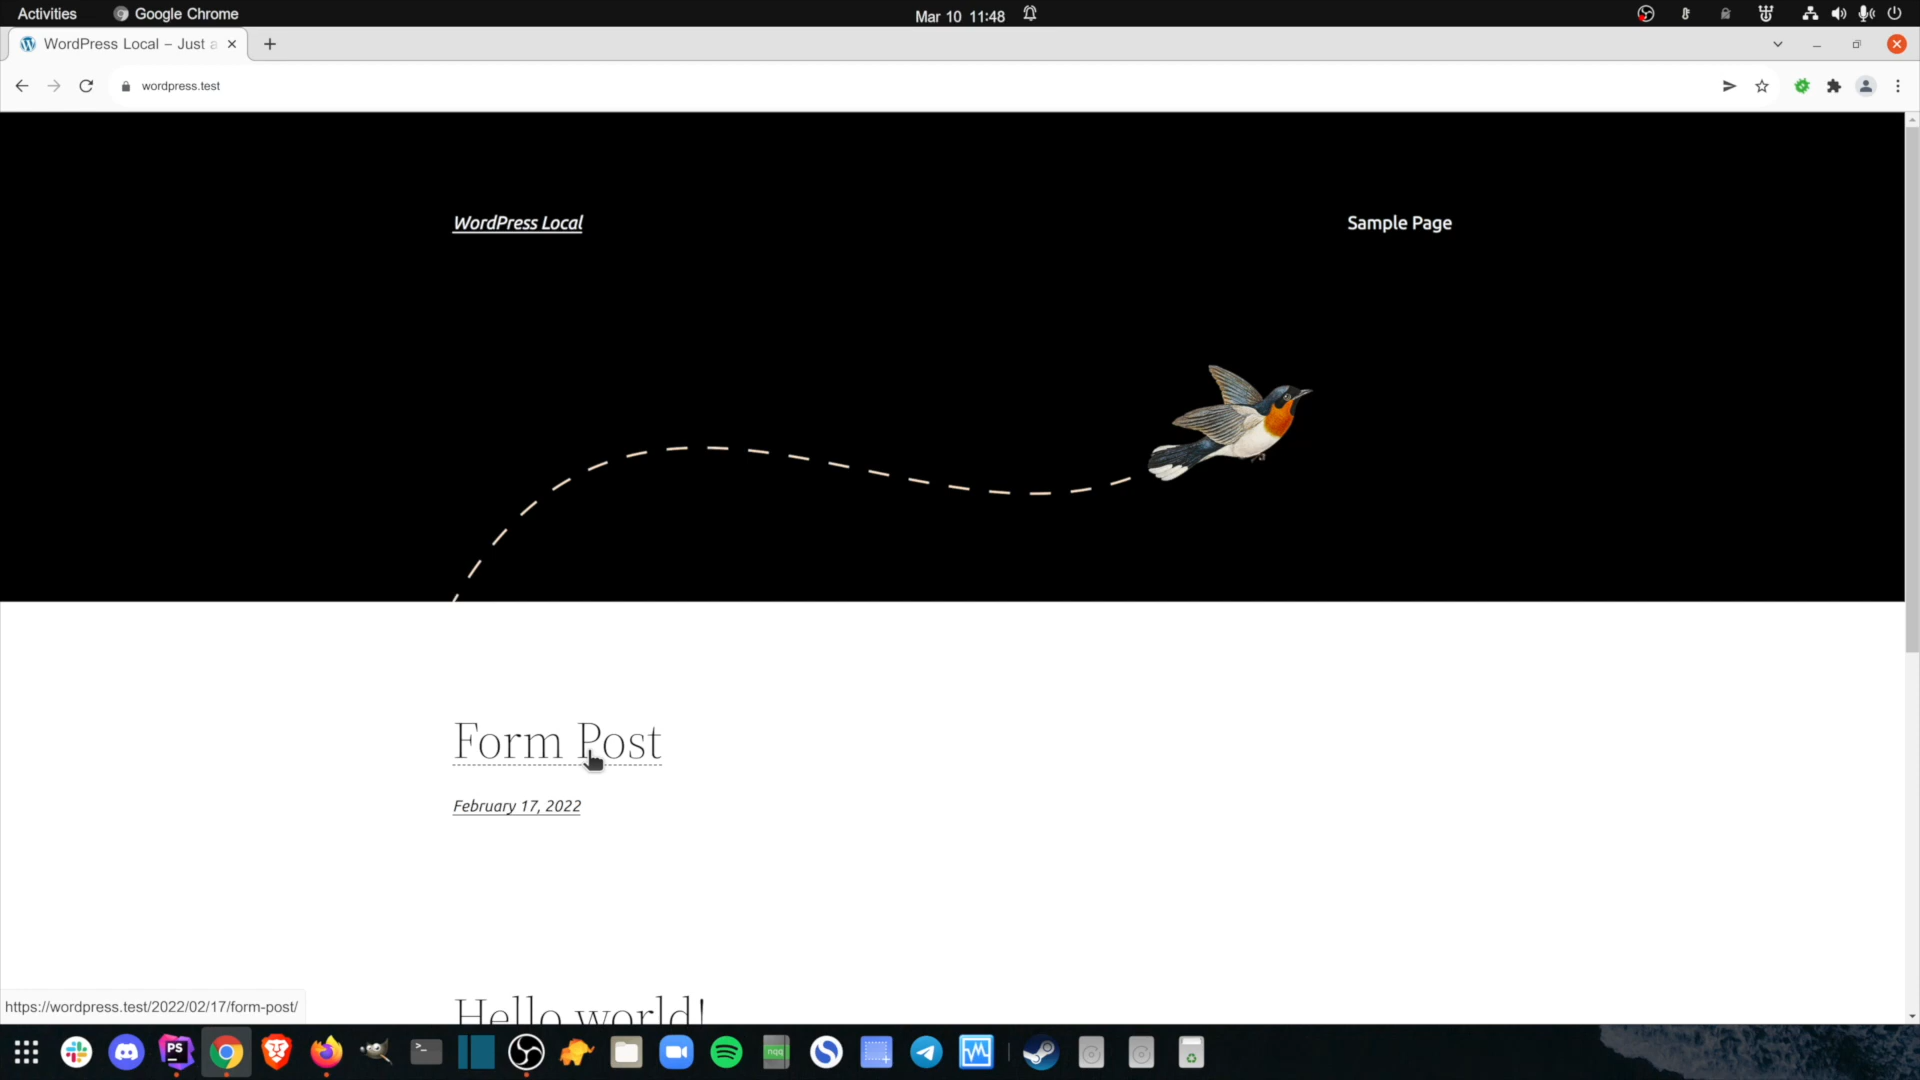 Activities
Google Chrome
Mar 10 11:48
WordPress Local – Just a
wordpress.test
WordPress Local
Sample Page
Form Post
February 17, 2022
Hello world!
https://wordpress.test/2022/02/17/form-post/
PS
>_
nqq